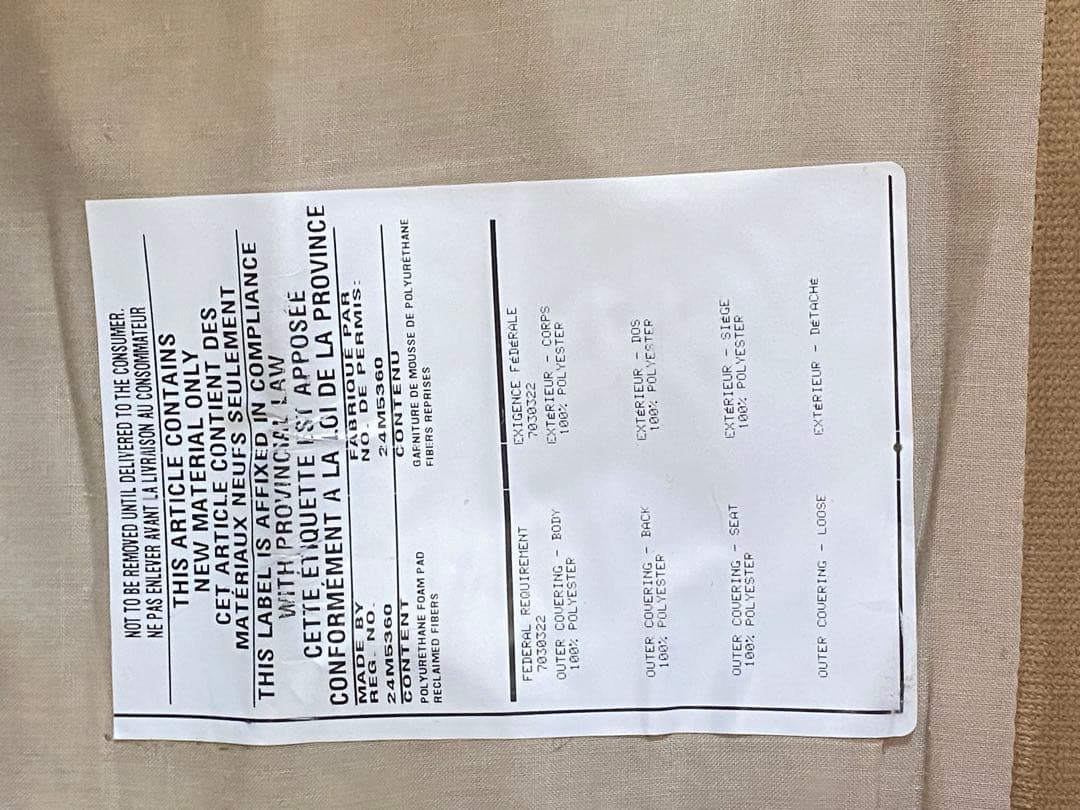 NOT TO BE REMOVED UNTIL DELIVERED TO THE CONSUMER.
NE PAS ENLEVER AVANT LA LIVRAISON AU CONSOMMATEUR
THIS ARTICLE CONTAINS
NEW MATERIAL ONLY
CET ARTICLE CONTIENT DES
MATÉRIAUX NEUFS SEULEMENT
THIS LABEL IS AFFIXED IN COMPLIANCE
WITH PROVINCIAL LAW
CETTE ETIQUETTE EST APPOSÉE
CONFORMÉMENT A LA LOI DE LA PROVINCE
MADE BY
REG. NO.
24M5360
CONTENT
POLYURETHANE FOAM PAD
RECLAIMED FIBERS
FABRIQUÉ PAR
NO. DE PERMIS:
24M5360
CONTENU
GARNITURE DE MOUSSE DE POLYURÉTHANE
FIBERS REPRISES
FEDERAL REQUIREMENT
7030322
OUTER COVERING - BODY
100% POLYESTER
OUTER COVERING - BACK
100% POLYESTER
OUTER COVERING - SEAT
100% POLYESTER
OUTER COVERING - LOOSE
EXIGENCE FÉDÉRALE
7030322
EXTÉRIEUR - CORPS
100% POLYESTER
EXTÉRIEUR - DOS
100% POLYESTER
EXTÉRIEUR - SIÉGE
100% POLYESTER
EXTÉRIEUR - DÉTACHÉ